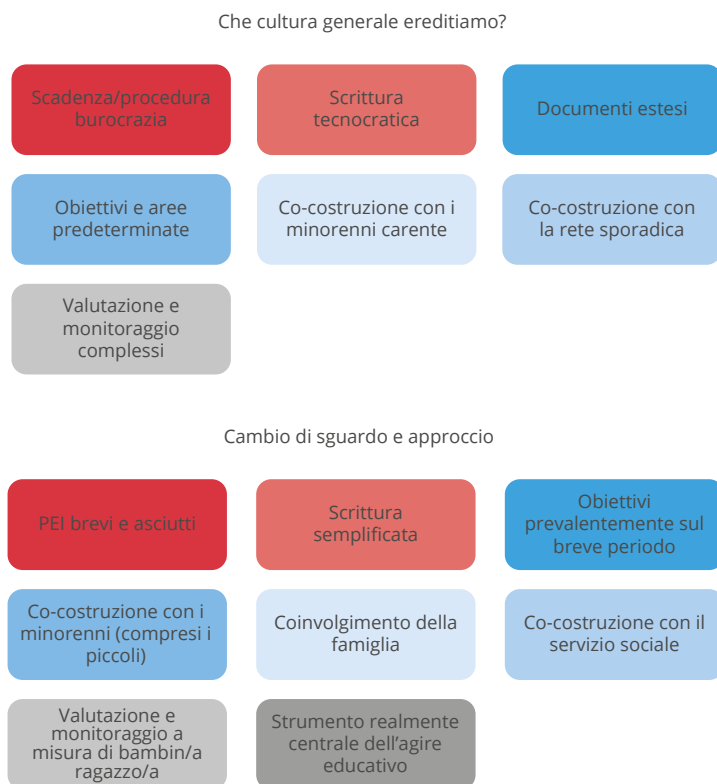 Che cultura generale ereditiamo?
Scadenza/procedura
burocrazia
Scrittura
tecnocratica
Documenti estesi
Obiettivi e aree
predeterminate
Co-costruzione con i
minorenni carente
Co-costruzione con
la rete sporadica
Valutazione e
monitoraggio
complessi
Cambio di sguardo e approccio
PEI brevi e asciutti
Scrittura
semplificata
Obiettivi
prevalentemente sul
breve periodo
Co-costruzione con i
minorenni (compresi i
piccoli)
Coinvolgimento della
famiglia
Co-costruzione con il
servizio sociale
Valutazione e
monitoraggio a
misura di bambin/a
ragazzo/a
Strumento realmente
centrale dell'agire
educativo